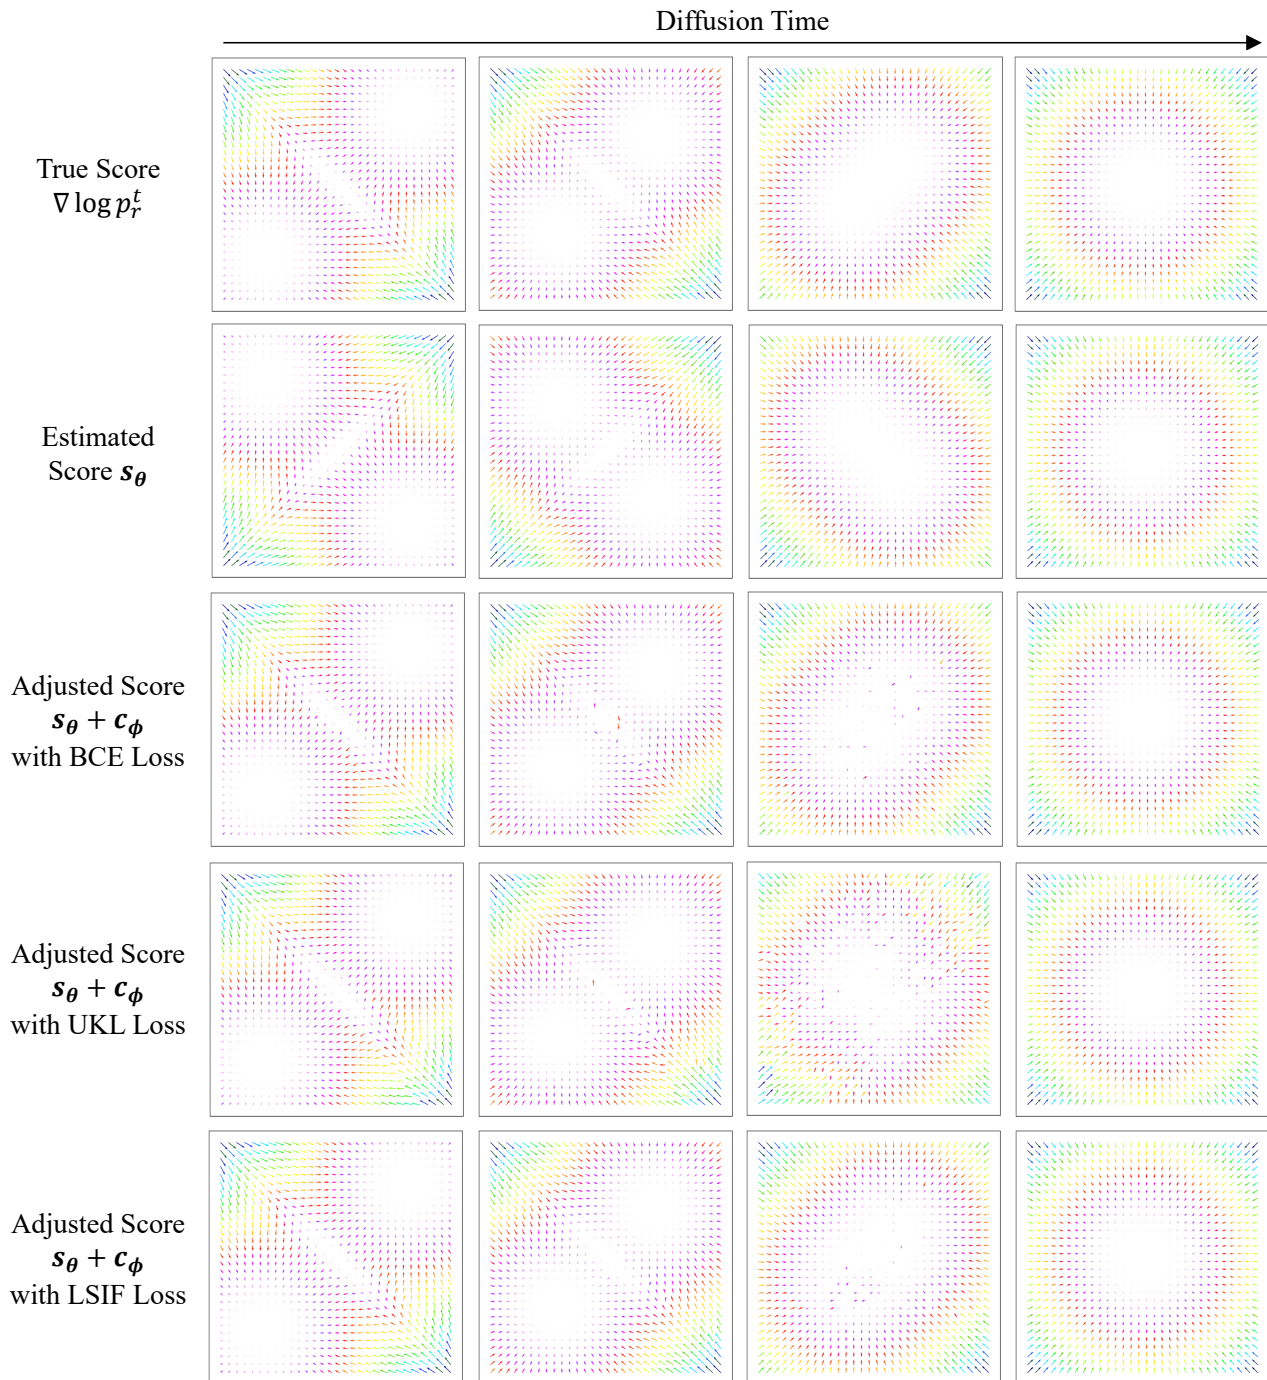 Diffusion Time
True Score
∇ log p_r^t
Estimated
Score s_θ
Adjusted Score
s_θ + c_ϕ
with BCE Loss
Adjusted Score
s_θ + c_ϕ
with UKL Loss
Adjusted Score
s_θ + c_ϕ
with LSIF Loss